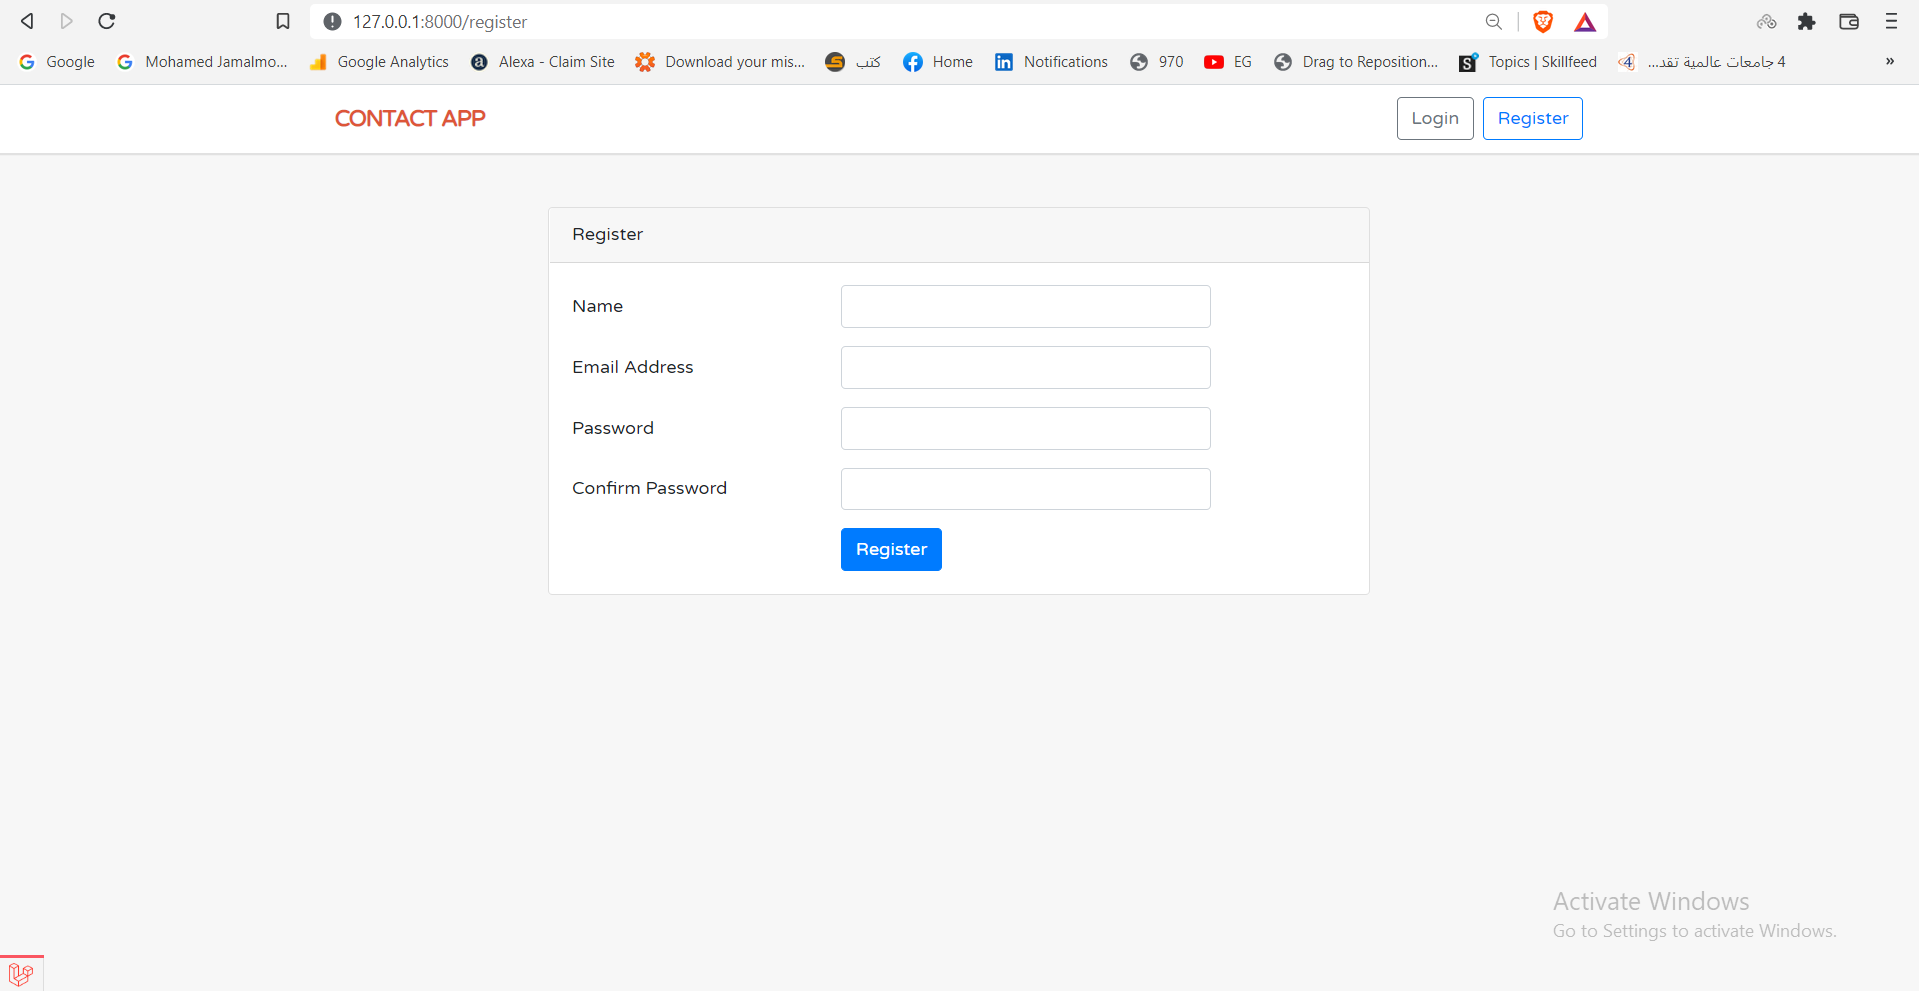 127.0.0.1:8000/register
Google Mohamed Jamalmo... Google Analytics Alexa - Claim Site Download your mis... كتب Home Notifications 970 EG Drag to Reposition... Topics | Skillfeed 4 جامعات عالمية تقد... »
CONTACT APP Login Register
Register
Name
Email Address
Password
Confirm Password
Register
Activate Windows
Go to Settings to activate Windows.